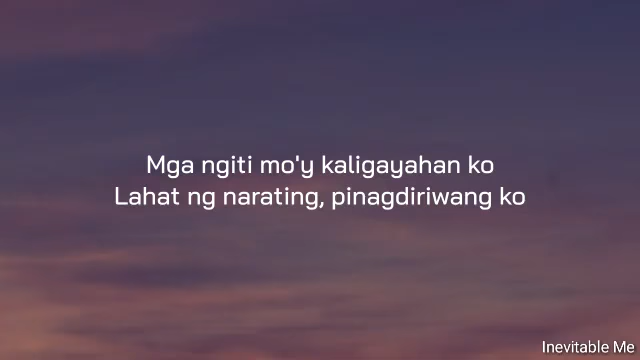 Mga ngiti mo'y kaligayahan ko
Lahat ng narating, pinagdiriwang ko
Inevitable Me